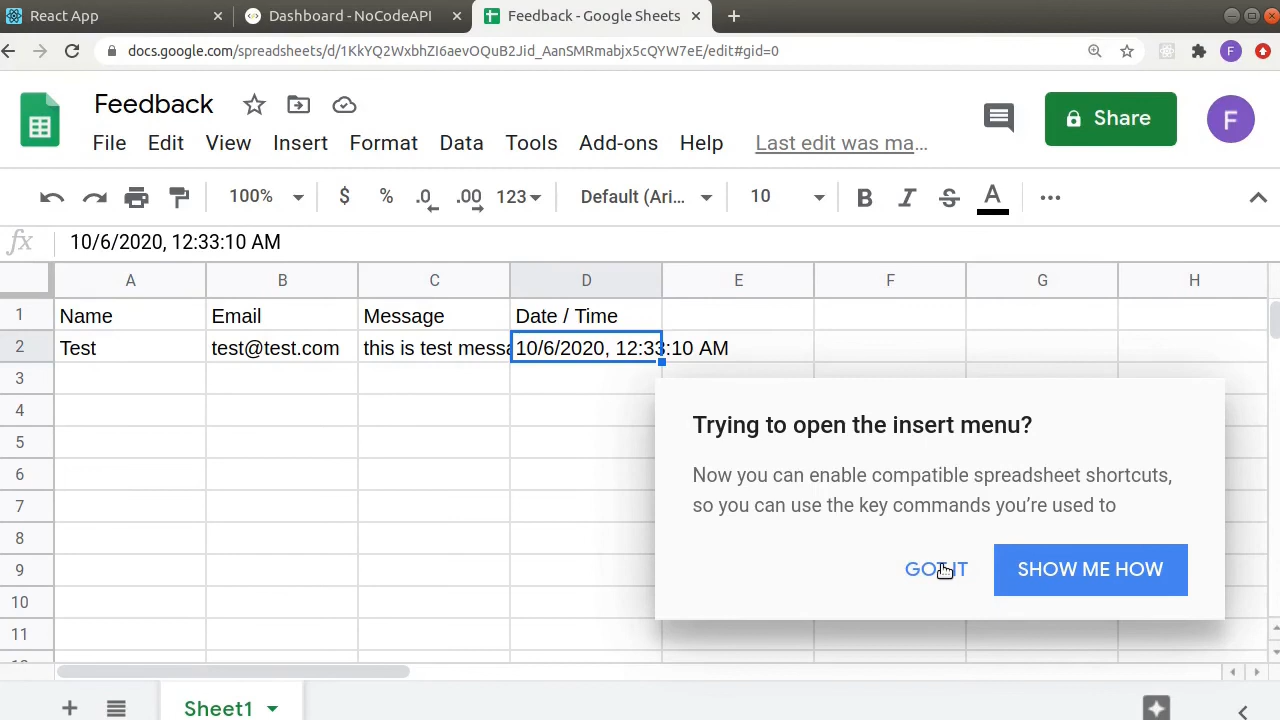 React App
Dashboard - NoCodeAPI
Feedback - Google Sheets
docs.google.com/spreadsheets/d/1KkYQ2WxbhZI6aevOQuB2Jid_AanSMRmabjx5cQYW7eE/edit#gid=0
F
Feedback
Share
F
File Edit View Insert Format Data Tools Add-ons Help Last edit was ma…
100% $ % .0 .00 123 Default (Ari... 10 B I S A
fx 10/6/2020, 12:33:10 AM
A B C D E F G H
1 Name Email Message Date / Time
2 Test test@test.com this is test messa 10/6/2020, 12:33:10 AM
3
4
5
6
7
8
9
10
11
Trying to open the insert menu?
Now you can enable compatible spreadsheet shortcuts,
so you can use the key commands you're used to
GOT IT SHOW ME HOW
Sheet1